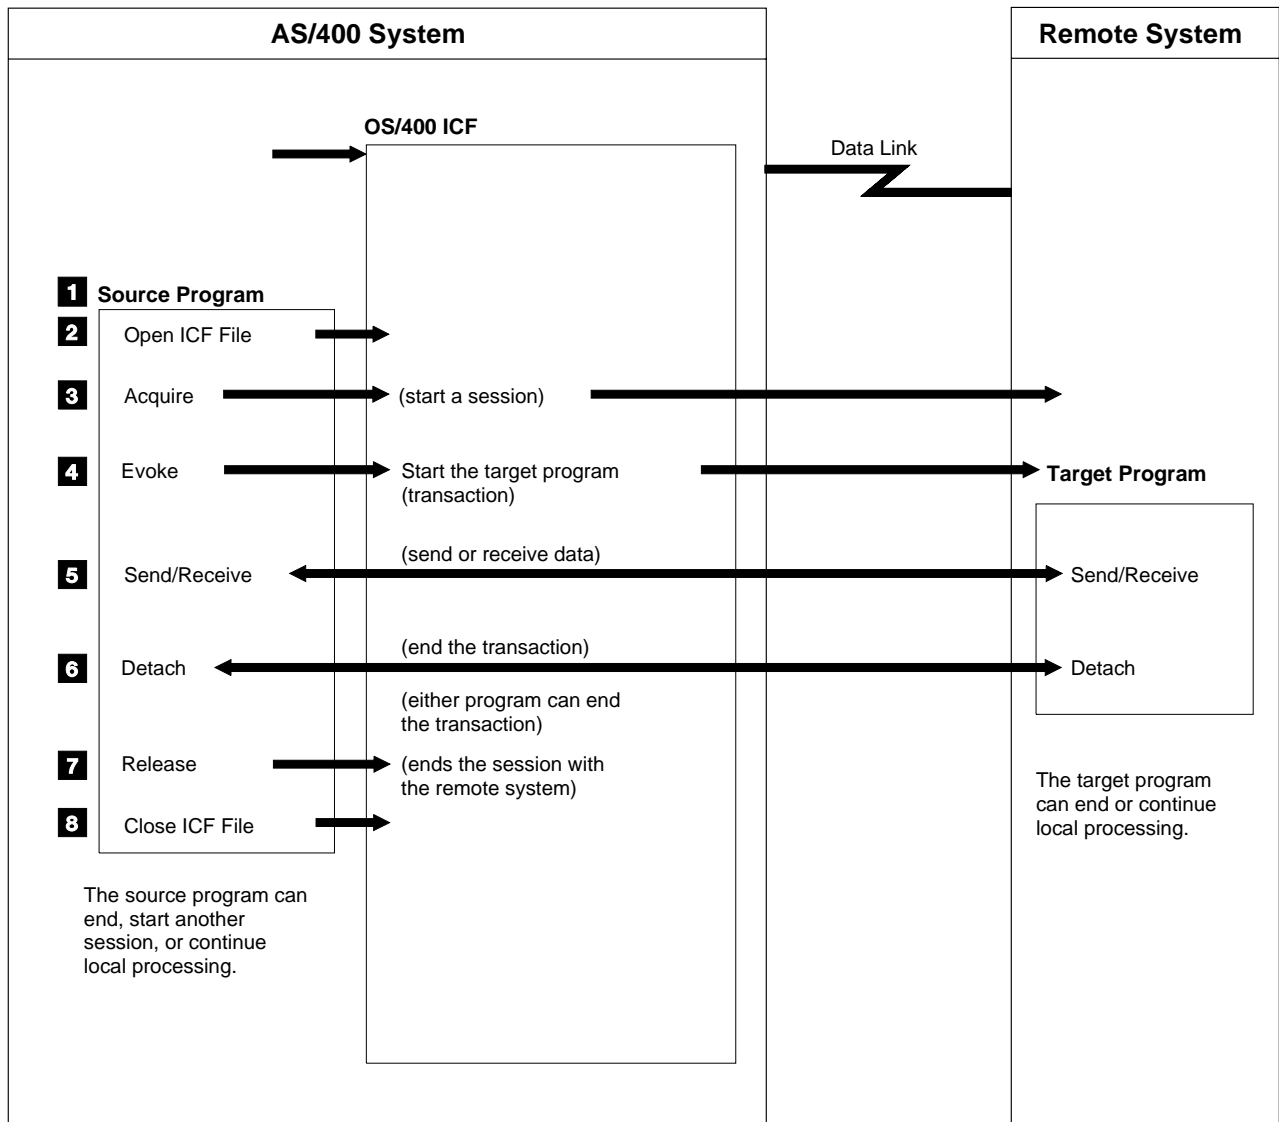 AS/400 System
Remote System
OS/400 ICF
Data Link
1 Source Program
2 Open ICF File
3 Acquire (start a session)
4 Evoke Start the target program
(transaction)
Target Program
(send or receive data)
5 Send/Receive Send/Receive
(end the transaction)
6 Detach Detach
(either program can end
the transaction)
7 Release (ends the session with
the remote system)
8 Close ICF File
The target program
can end or continue
local processing.
The source program can
end, start another
session, or continue
local processing.